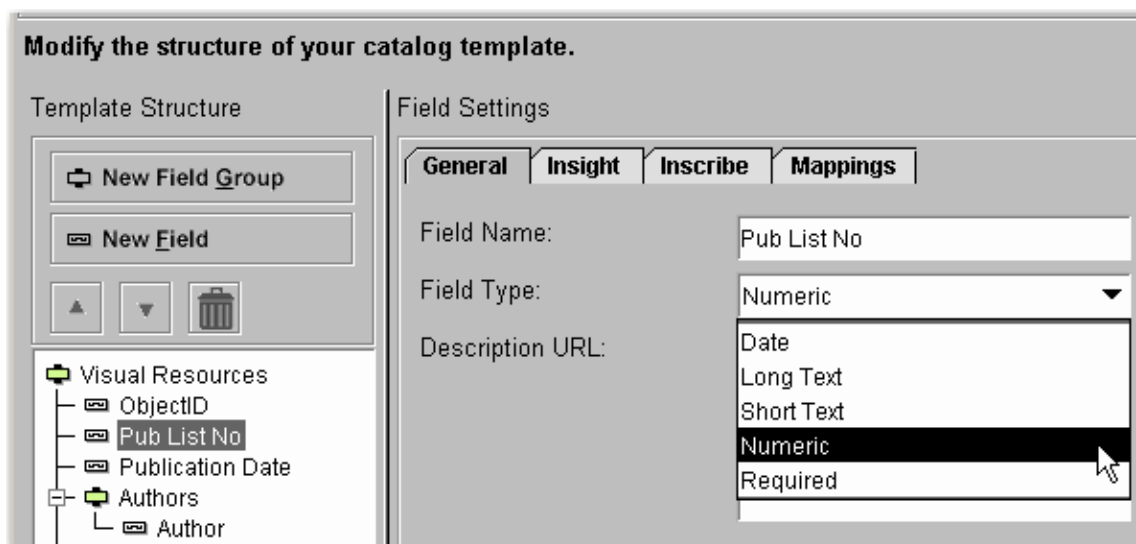 Modify the structure of your catalog template.
Template Structure
New Field Group
New Field
Visual Resources
ObjectID
Pub List No
Publication Date
Authors
Author
Field Settings
General Insight Inscribe Mappings
Field Name: Pub List No
Field Type: Numeric
Description URL:
Date
Long Text
Short Text
Numeric
Required